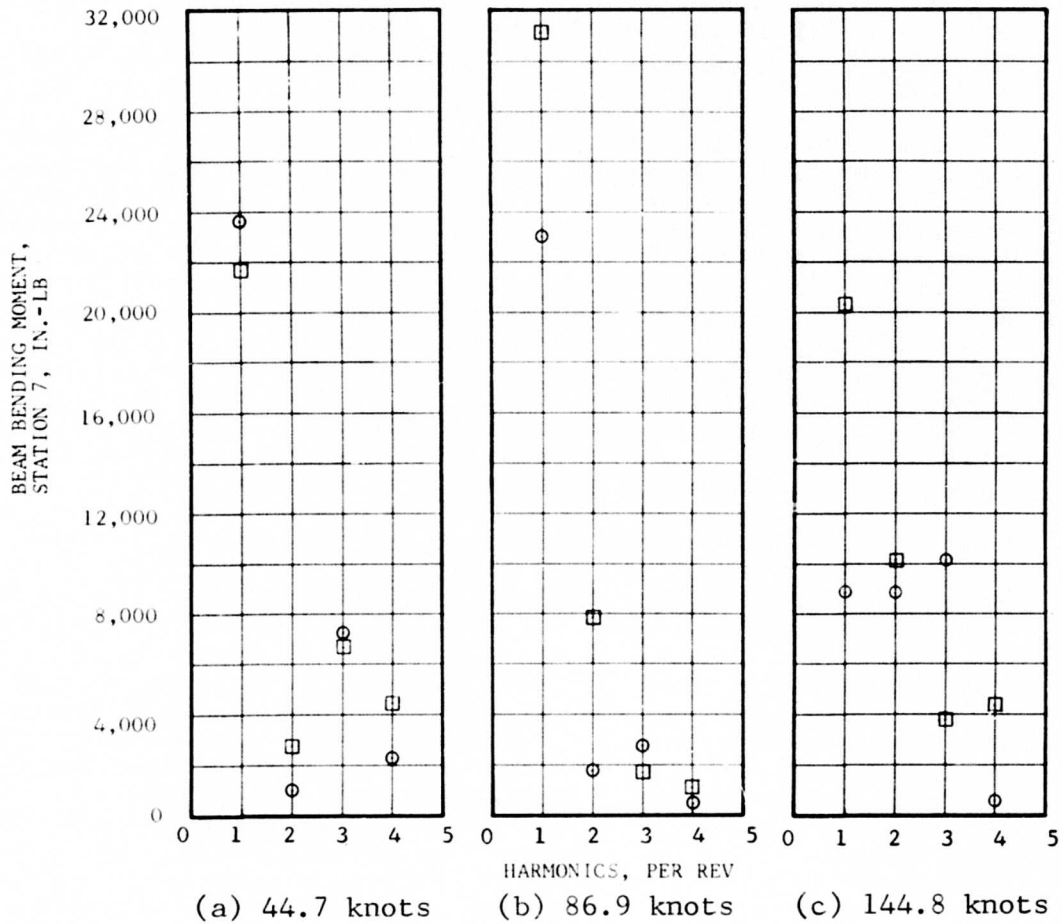 32,000
28,000
24,000
20,000
16,000
12,000
8,000
4,000
0
BEAM BENDING MOMENT,
STATION 7, IN.-LB
0 1 2 3 4 5 0 1 2 3 4 5 0 1 2 3 4 5
HARMONICS, PER REV
(a) 44.7 knots (b) 86.9 knots (c) 144.8 knots